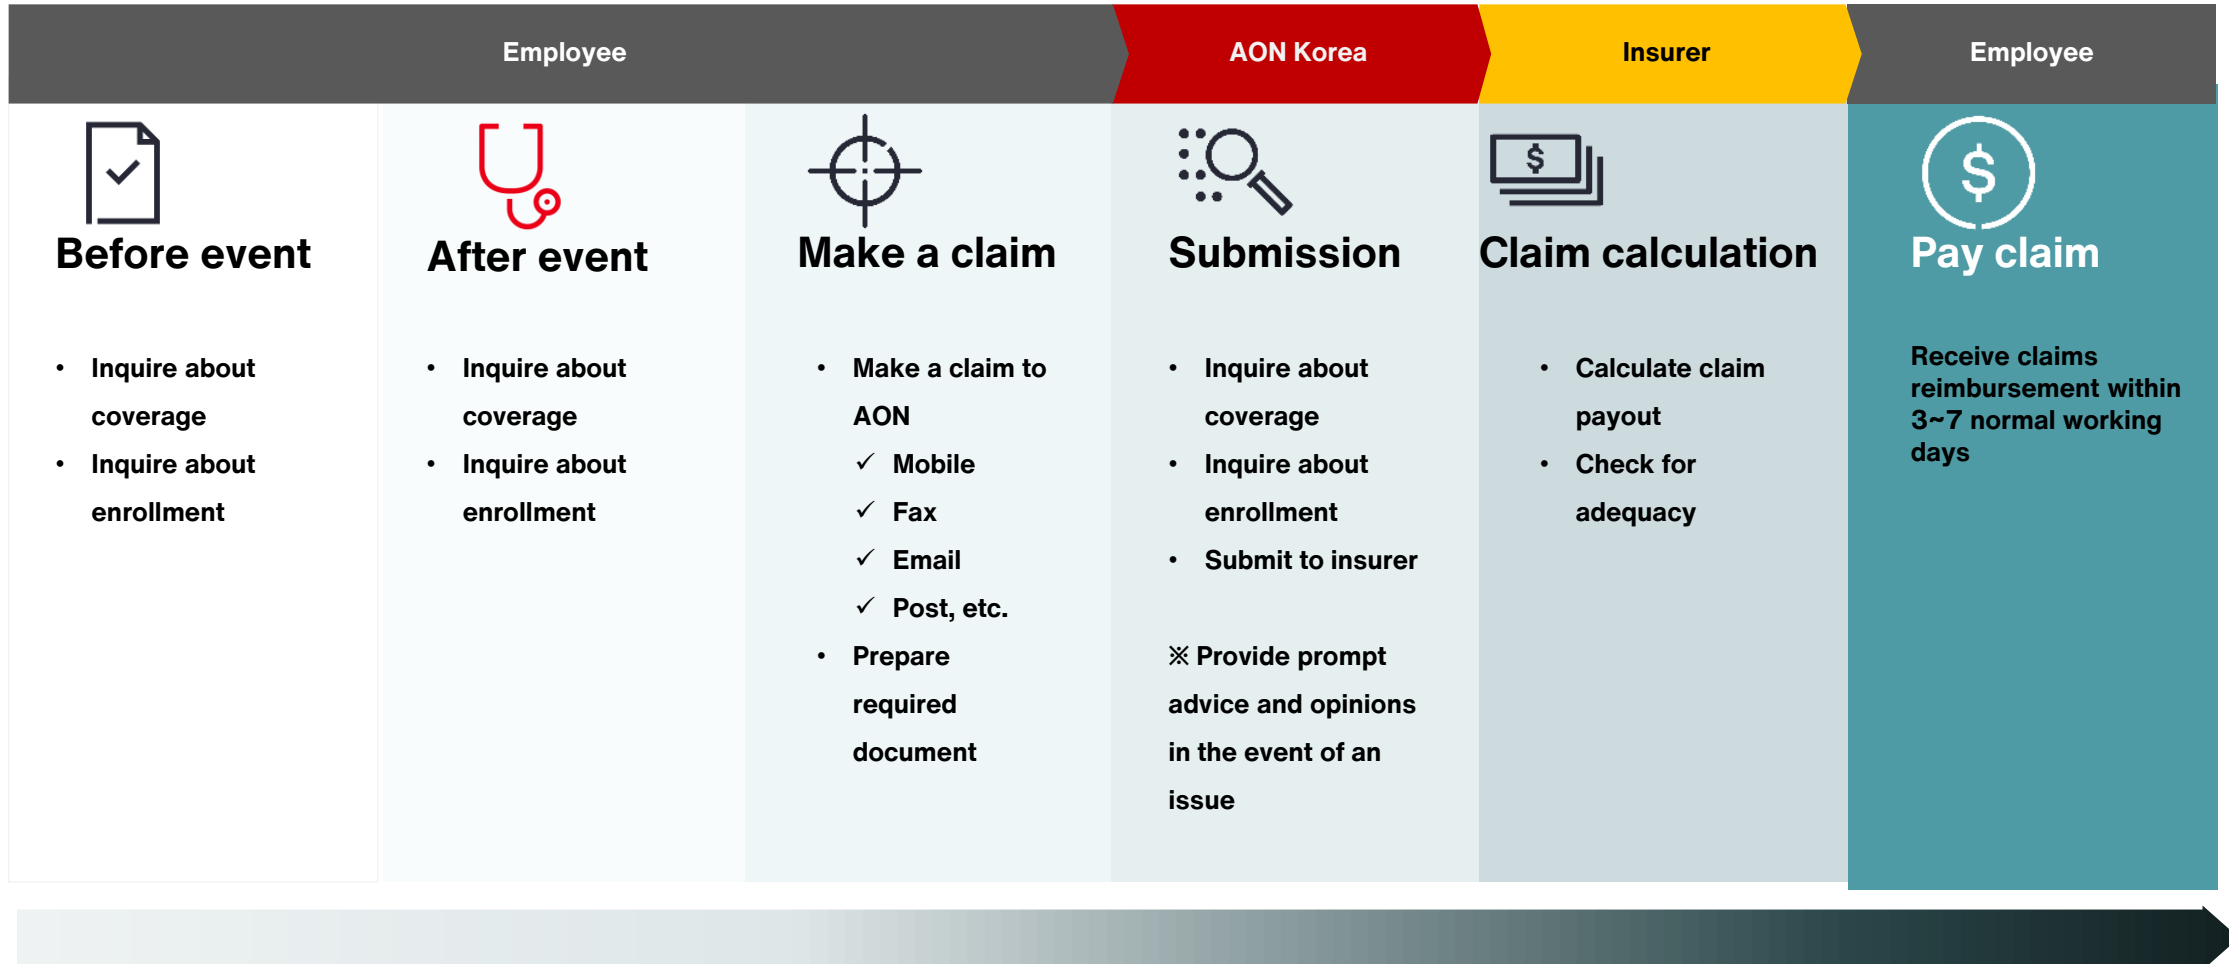 Employee
AON Korea
Insurer
Employee
Before event
• Inquire about
coverage
• Inquire about
enrollment
After event
• Inquire about
coverage
• Inquire about
enrollment
Make a claim
• Make a claim to
AON
✓ Mobile
✓ Fax
✓ Email
✓ Post, etc.
• Prepare
required
document
Submission
• Inquire about
coverage
• Inquire about
enrollment
• Submit to insurer
※ Provide prompt
advice and opinions
in the event of an
issue
$
Claim calculation
• Calculate claim
payout
• Check for
adequacy
$
Pay claim
Receive claims
reimbursement within
3~7 normal working
days